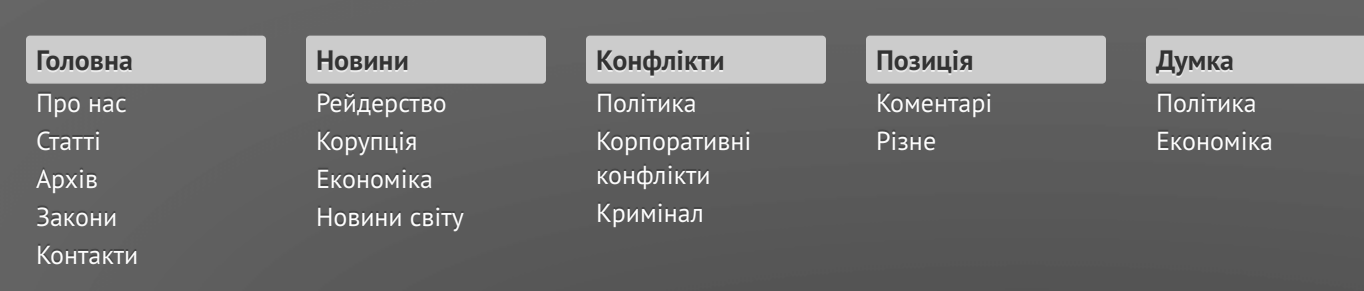 Головна
Про нас
Статті
Архів
Закони
Контакти
Новини
Рейдерство
Корупція
Економіка
Новини світу
Конфлікти
Політика
Корпоративні
конфлікти
Кримінал
Позиція
Коментарі
Різне
Думка
Політика
Економіка